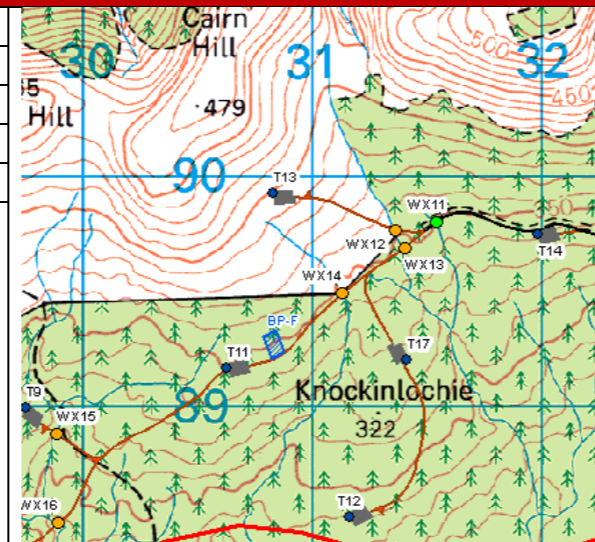 Cairn
Hill
30
31
32
500
450
Hill
479
90
T13
WX11
50
WX12
WX13
T14
WX14
BP-F
T11
T17
Knockinlochie
89
322
T9
WX15
T12
WX16